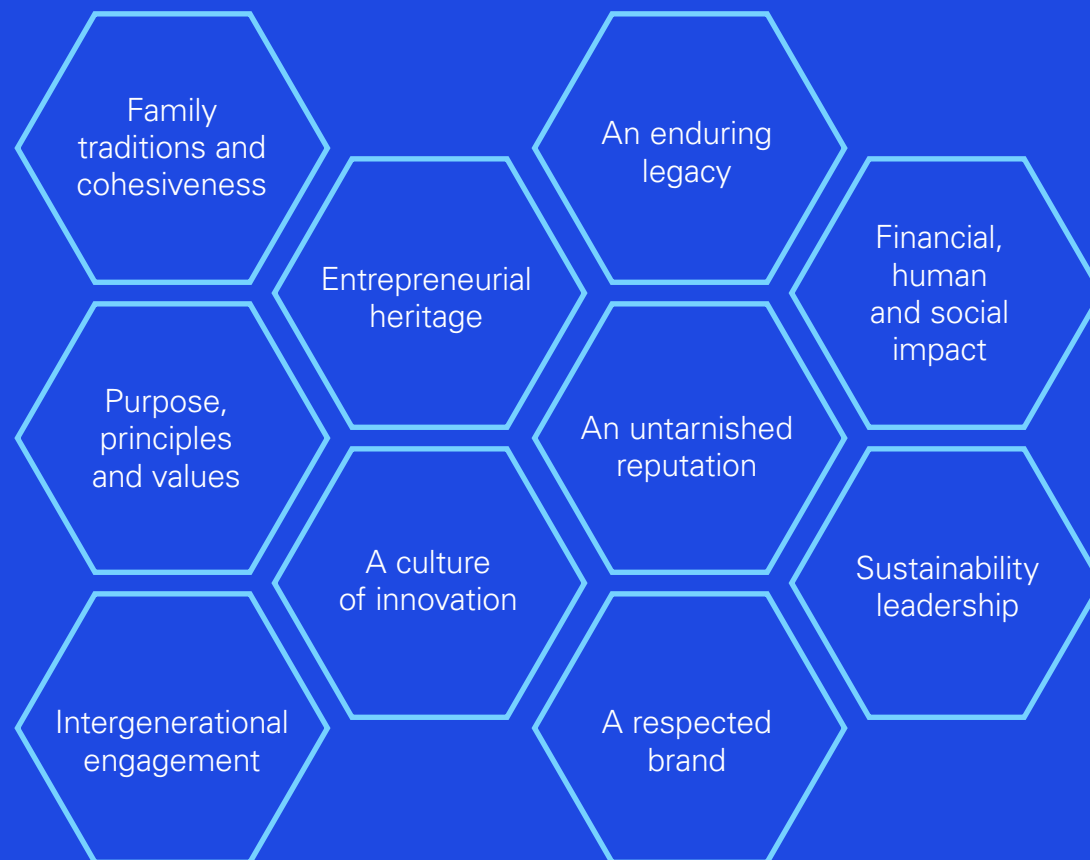 Family
traditions and
cohesiveness
An enduring
legacy
Entrepreneurial
heritage
Financial,
human
and social
impact
Purpose,
principles
and values
An untarnished
reputation
A culture
of innovation
Sustainability
leadership
Intergenerational
engagement
A respected
brand